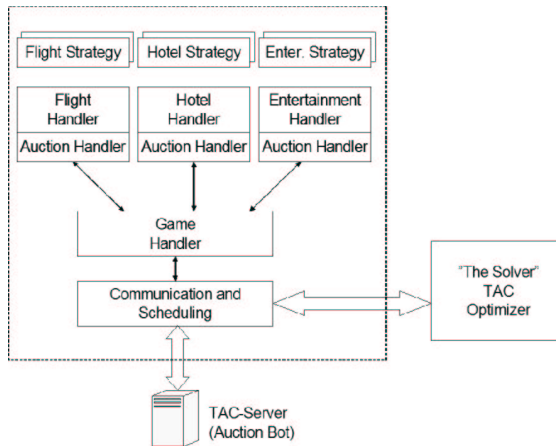 Flight Strategy
Hotel Strategy
Enter. Strategy
Flight
Handler
Auction Handler
Hotel
Handler
Auction Handler
Entertainment
Handler
Auction Handler
Game
Handler
Communication and
Scheduling
"The Solver"
TAC
Optimizer
TAC-Server
(Auction Bot)